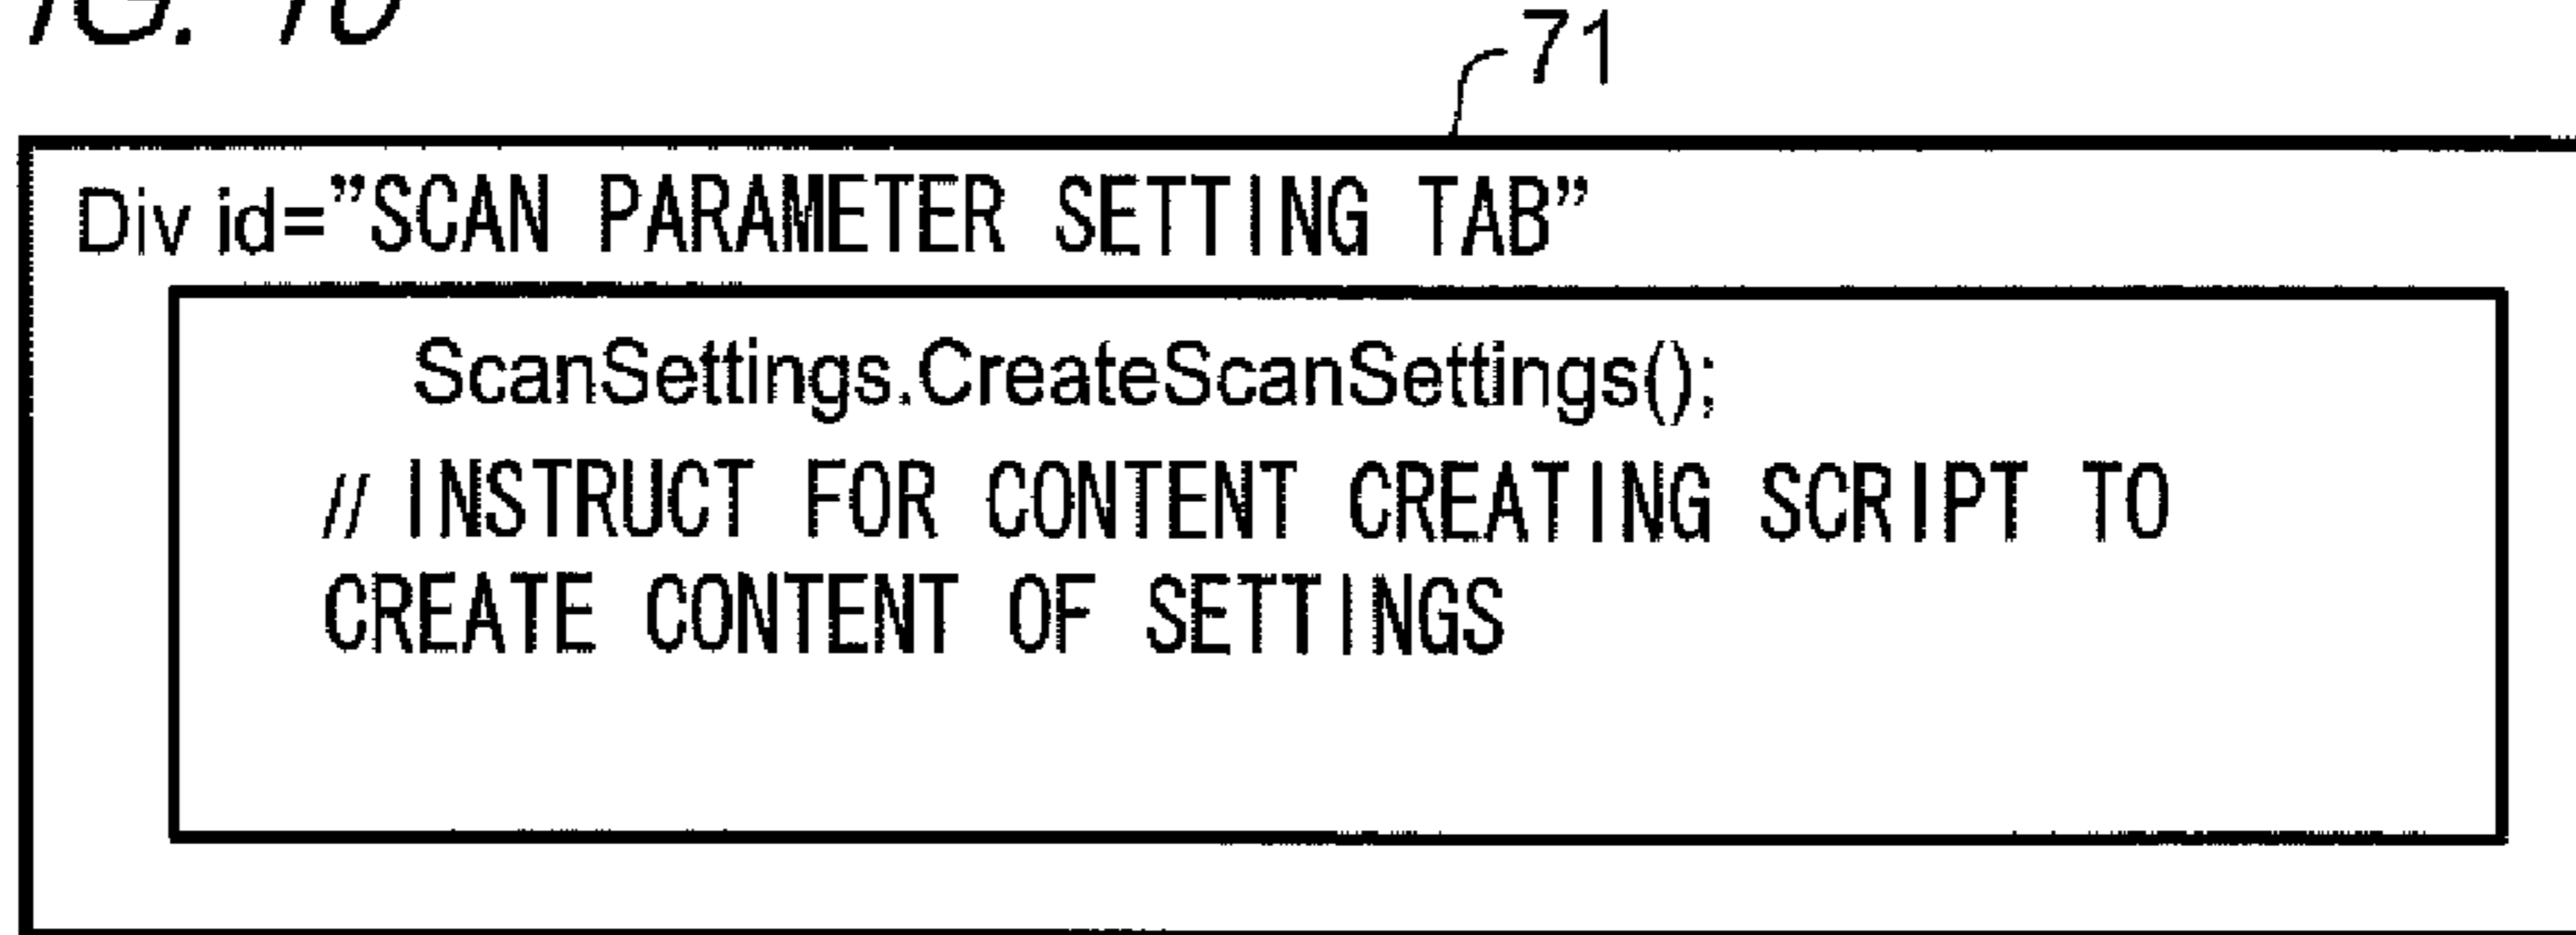 IG. 10
71
Div id=”SCAN PARAMETER SETTING TAB”
ScanSettings.CreateScanSettings();
// INSTRUCT FOR CONTENT CREATING SCRIPT TO
CREATE CONTENT OF SETTINGS